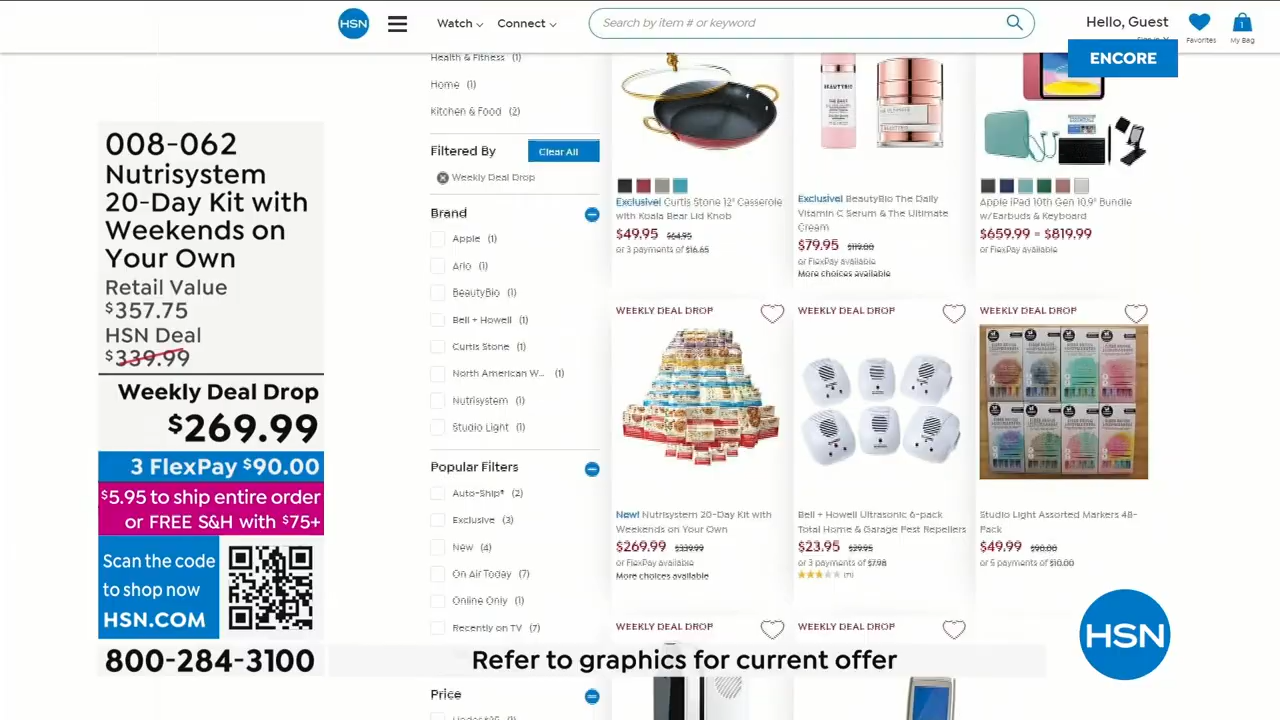 HSN
Watch
Connect
Search by item # or keyword
Hello, Guest
Favorites
1
My Bag
ENCORE
008-062
Nutrisystem
20-Day Kit with
Weekends on
Your Own
Retail Value
$357.75
HSN Deal
$339.99
Weekly Deal Drop
$269.99
3 FlexPay $90.00
$5.95 to ship entire order
or FREE S&H with $75+
Scan the code
to shop now
HSN.COM
800-284-3100
Health & Fitness (1)
Home (1)
Kitchen & Food (2)
Filtered By
Clear All
Weekly Deal Drop
Brand
Apple (1)
Arlo (1)
BeautyBio (1)
Bell + Howell (1)
Curtis Stone (1)
North American W... (1)
Nutrisystem (1)
Studio Light (1)
Popular Filters
Auto-Ship® (2)
Exclusive (3)
New (4)
On Air Today (7)
Online Only (1)
Recently on TV (7)
Price
BEAUTYBIO
Exclusive! Curtis Stone 12" Casserole
with Koala Bear Lid Knob
$49.95 $64.95
or 3 payments of $16.65
Exclusive! BeautyBio The Daily
Vitamin C Serum & The Ultimate
Cream
$79.95 $119.00
or FlexPay available
More choices available
Apple iPad 10th Gen 10.9" Bundle
w/Earbuds & Keyboard
$659.99 - $819.99
or FlexPay available
WEEKLY DEAL DROP
New! Nutrisystem 20-Day Kit with
Weekends on Your Own
$269.99 $339.99
or FlexPay available
More choices available
WEEKLY DEAL DROP
Bell + Howell Ultrasonic 6-pack
Total Home & Garage Pest Repellers
$23.95 $29.95
or 3 payments of $7.98
WEEKLY DEAL DROP
Studio Light Assorted Markers 48-
Pack
$49.99 $90.00
or 5 payments of $10.00
WEEKLY DEAL DROP
WEEKLY DEAL DROP
Refer to graphics for current offer
HSN